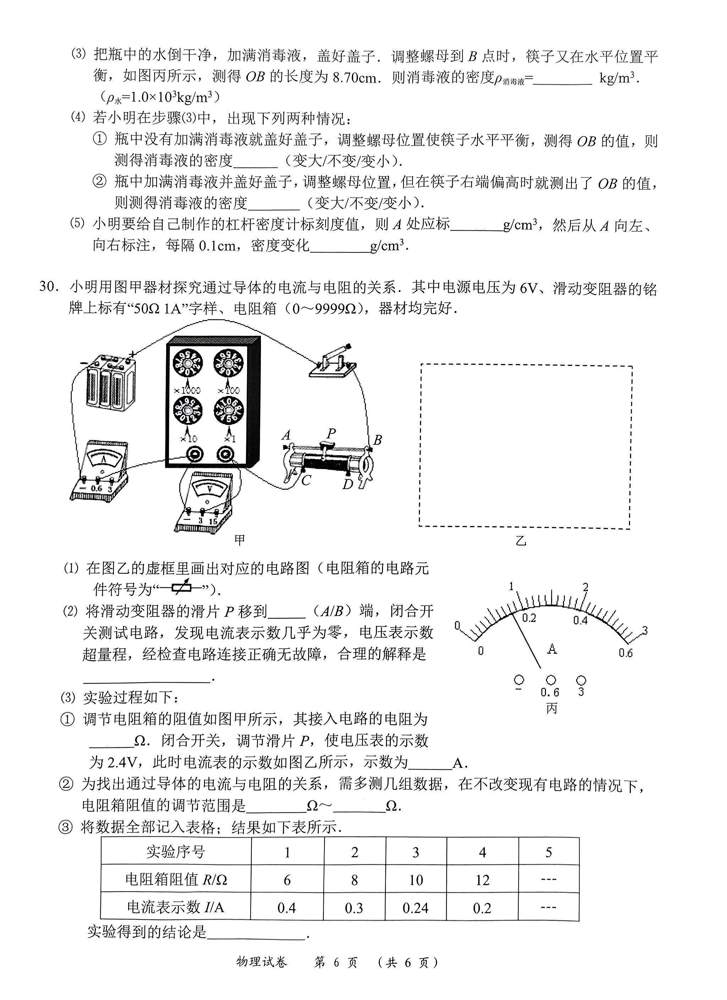 ⑶ 把瓶中的水倒干净，加满消毒液，盖好盖子．调整螺母到 B 点时，筷子又在水平位置平
衡，如图丙所示，测得 OB 的长度为 8.70cm．则消毒液的密度ρ消毒液=________ kg/m³．
（ρ水=1.0×10³kg/m³）
⑷ 若小明在步骤⑶中，出现下列两种情况：
① 瓶中没有加满消毒液就盖好盖子，调整螺母位置使筷子水平平衡，测得 OB 的值，则
测得消毒液的密度______（变大/不变/变小）．
② 瓶中加满消毒液并盖好盖子，调整螺母位置，但在筷子右端偏高时就测出了 OB 的值，
则测得消毒液的密度_______（变大/不变/变小）．
⑸ 小明要给自己制作的杠杆密度计标刻度值，则 A 处应标_______g/cm³，然后从 A 向左、
向右标注，每隔 0.1cm，密度变化________g/cm³．
30．小明用图甲器材探究通过导体的电流与电阻的关系．其中电源电压为 6V、滑动变阻器的铭
牌上标有“50Ω 1A”字样、电阻箱（0～9999Ω），器材均完好．
+
−
×1000
×100
×10
×1
A
− 0.6 3
V
− 3 15
A
P
B
C
D
甲
乙
⑴ 在图乙的虚框里画出对应的电路图（电阻箱的电路元
件符号为“ ”）．
⑵ 将滑动变阻器的滑片 P 移到_____（A/B）端，闭合开
关测试电路，发现电流表示数几乎为零，电压表示数
超量程，经检查电路连接正确无故障，合理的解释是
_________________．
0 1 2 3
0 0.2 0.4 0.6
A
− 0.6 3
丙
⑶ 实验过程如下：
① 调节电阻箱的阻值如图甲所示，其接入电路的电阻为
______Ω．闭合开关，调节滑片 P，使电压表的示数
为 2.4V，此时电流表的示数如图乙所示，示数为______A．
② 为找出通过导体的电流与电阻的关系，需多测几组数据，在不改变现有电路的情况下，
电阻箱阻值的调节范围是________Ω～_______Ω．
③ 将数据全部记入表格；结果如下表所示．
实验序号 1 2 3 4 5
电阻箱阻值 R/Ω 6 8 10 12 ---
电流表示数 I/A 0.4 0.3 0.24 0.2 ---
实验得到的结论是_____________．
物理试卷 第 6 页 （共 6 页）